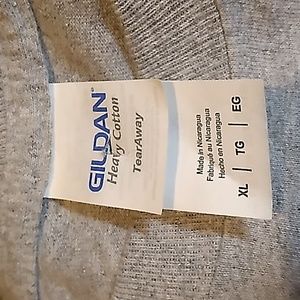 GILDAN®
Heavy Cotton
TearAway
Made in Nicaragua
Fabriqué au Nicaragua
Hecho en Nicaragua
XL | TG | EG